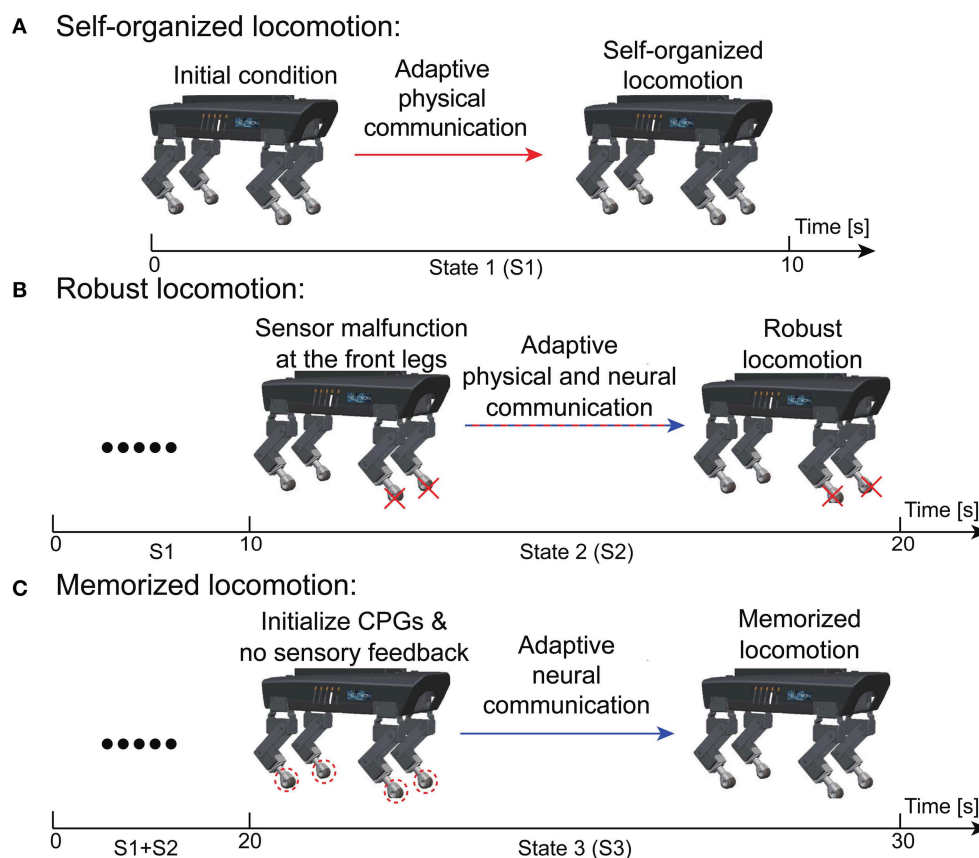 A Self-organized locomotion:
Initial condition
Adaptive
physical
communication
Self-organized
locomotion
Time [s]
0
State 1 (S1)
10
B Robust locomotion:
Sensor malfunction
at the front legs
Adaptive
physical and neural
communication
Robust
locomotion
Time [s]
0
S1
10
State 2 (S2)
20
C Memorized locomotion:
Initialize CPGs &
no sensory feedback
Adaptive
neural
communication
Memorized
locomotion
Time [s]
0
S1+S2
20
State 3 (S3)
30